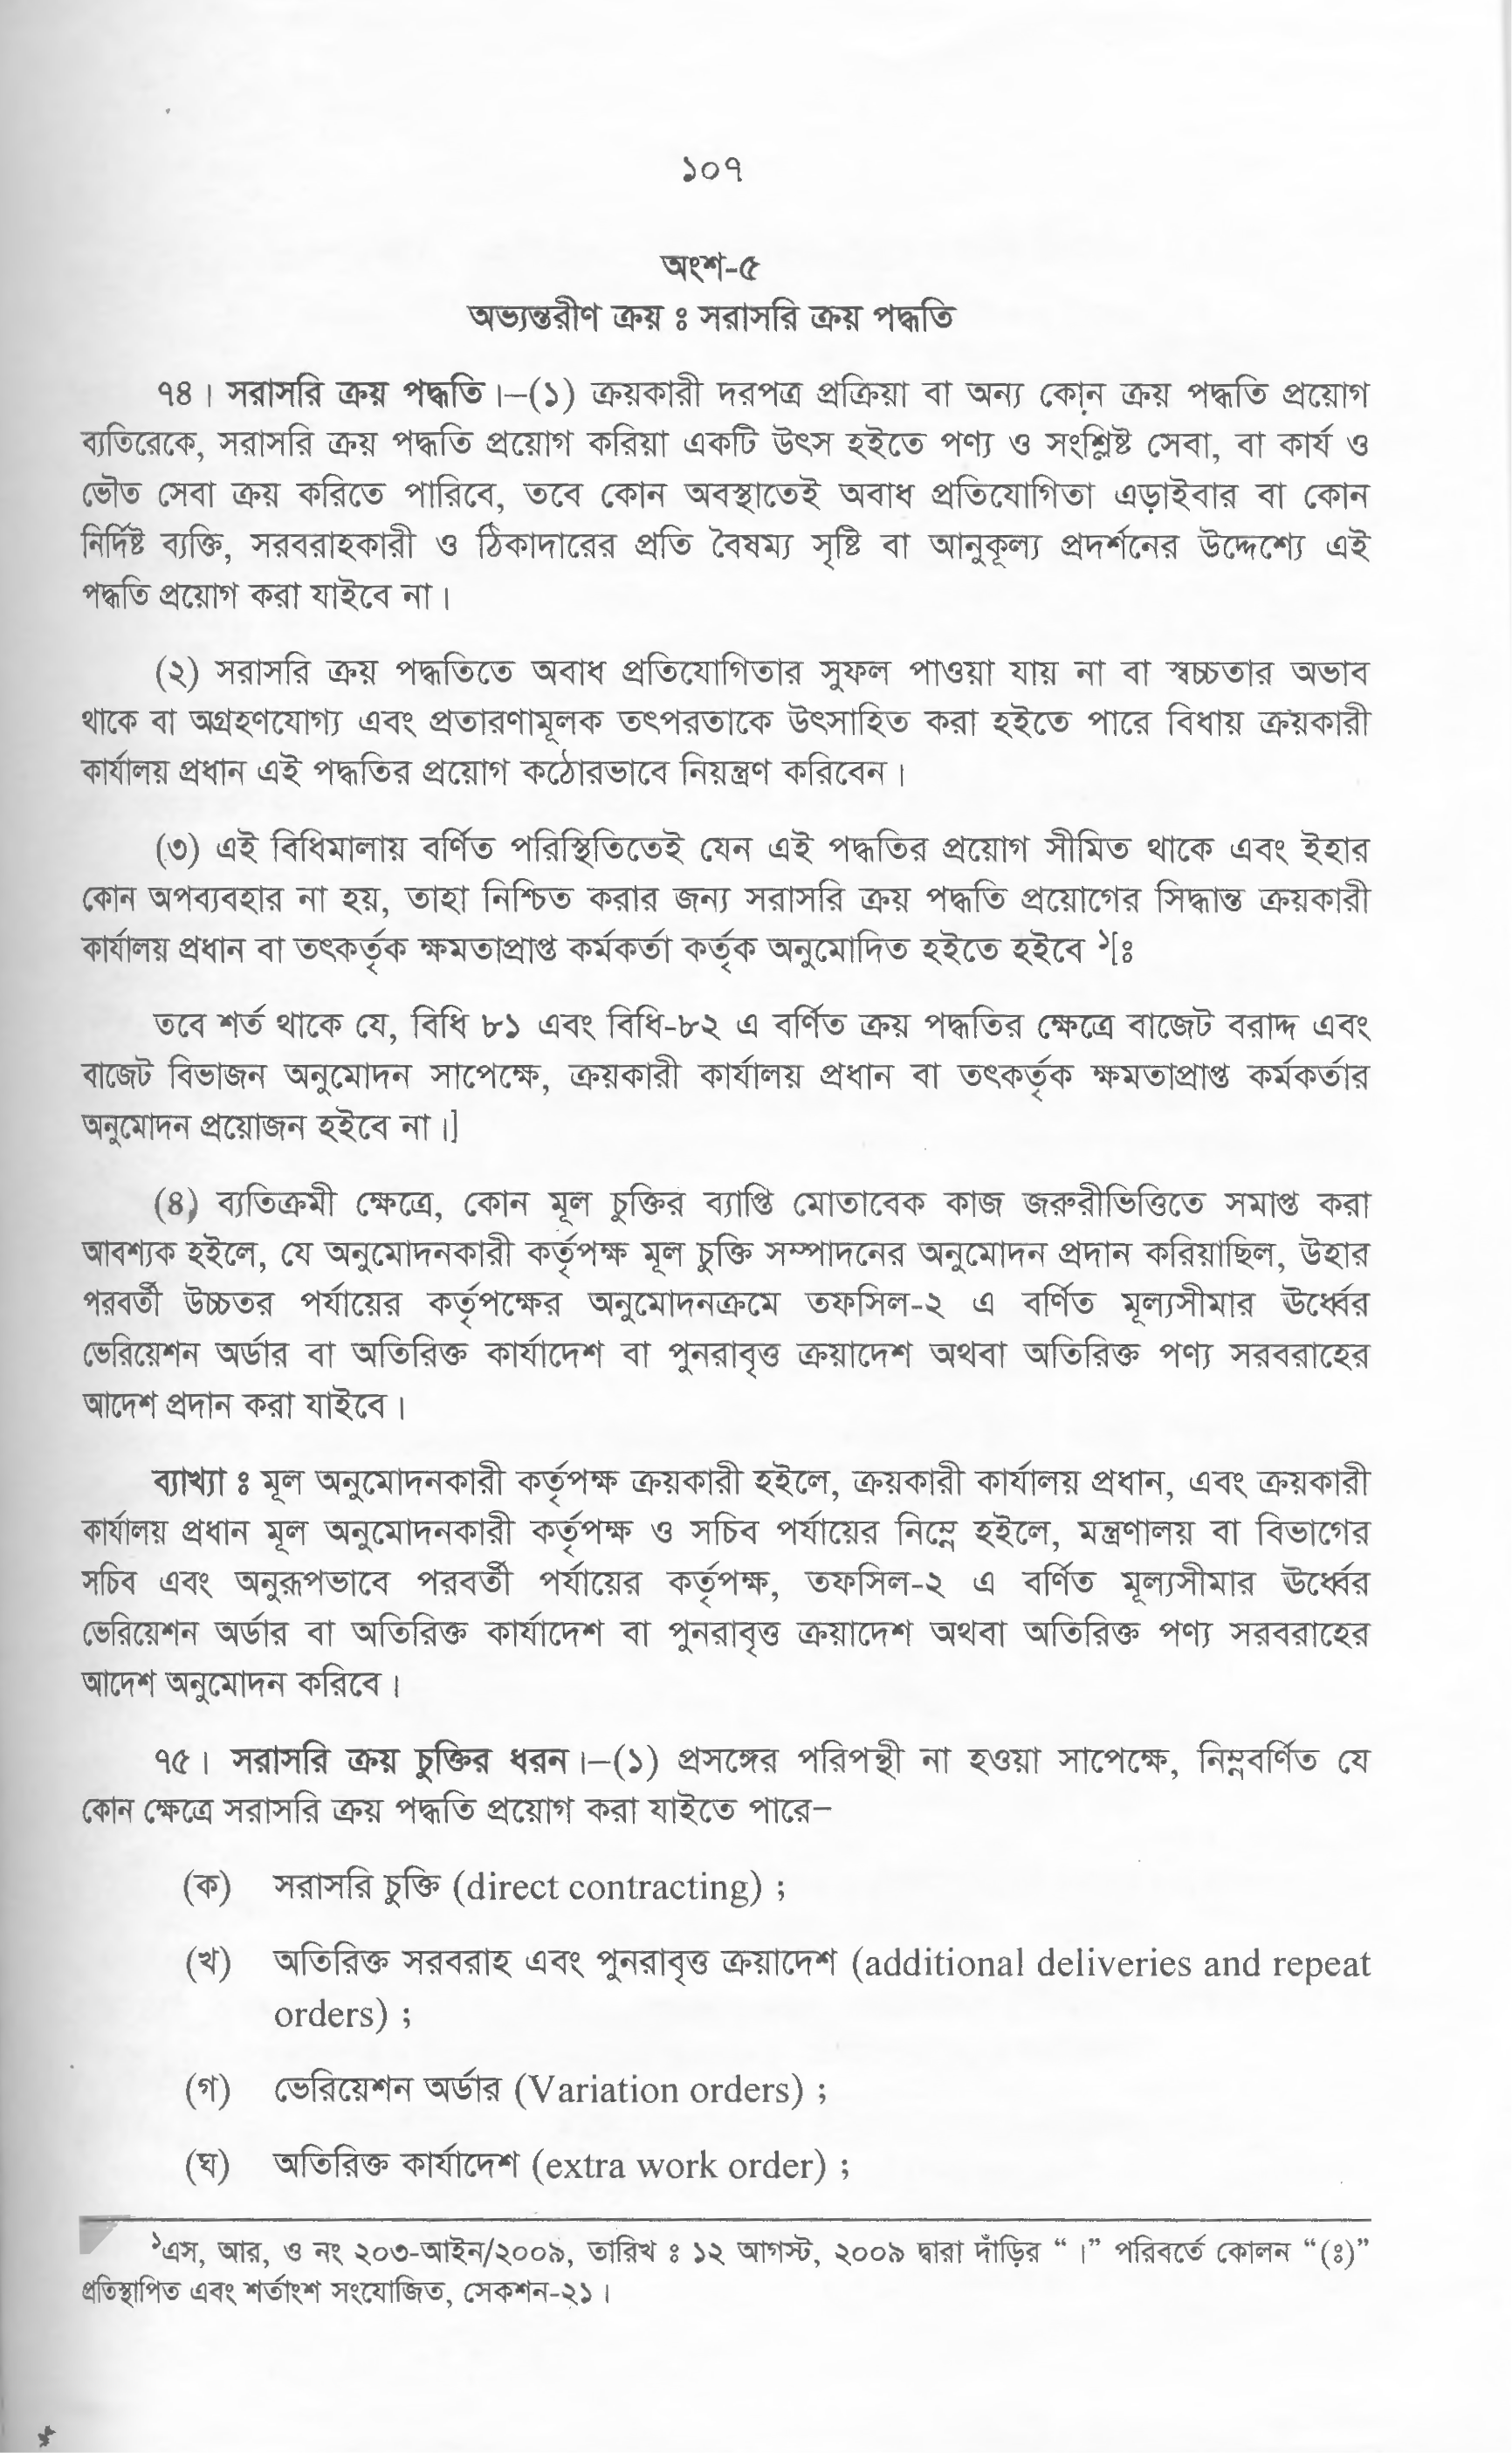 ১০৭
অংশ-৫
অভ্যন্তরীণ ক্রয় ঃ সরাসরি ক্রয় পদ্ধতি
৭৪। সরাসরি ক্রয় পদ্ধতি।–(১) ক্রয়কারী দরপত্র প্রক্রিয়া বা অন্য কোন ক্রয় পদ্ধতি প্রয়োগ
ব্যতিরেকে, সরাসরি ক্রয় পদ্ধতি প্রয়োগ করিয়া একটি উৎস হইতে পণ্য ও সংশ্লিষ্ট সেবা, বা কার্য ও
ভৌত সেবা ক্রয় করিতে পারিবে, তবে কোন অবস্থাতেই অবাধ প্রতিযোগিতা এড়াইবার বা কোন
নির্দিষ্ট ব্যক্তি, সরবরাহকারী ও ঠিকাদারের প্রতি বৈষম্য সৃষ্টি বা আনুকূল্য প্রদর্শনের উদ্দেশ্যে এই
পদ্ধতি প্রয়োগ করা যাইবে না।
(২) সরাসরি ক্রয় পদ্ধতিতে অবাধ প্রতিযোগিতার সুফল পাওয়া যায় না বা স্বচ্চতার অভাব
থাকে বা অগ্রহণযোগ্য এবং প্রতারণামূলক তৎপরতাকে উৎসাহিত করা হইতে পারে বিধায় ক্রয়কারী
কার্যালয় প্রধান এই পদ্ধতির প্রয়োগ কঠোরভাবে নিয়ন্ত্রণ করিবেন।
(৩) এই বিধিমালায় বর্ণিত পরিস্থিতিতেই যেন এই পদ্ধতির প্রয়োগ সীমিত থাকে এবং ইহার
কোন অপব্যবহার না হয়, তাহা নিশ্চিত করার জন্য সরাসরি ক্রয় পদ্ধতি প্রয়োগের সিদ্ধান্ত ক্রয়কারী
কার্যালয় প্রধান বা তৎকর্তৃক ক্ষমতাপ্রাপ্ত কর্মকর্তা কর্তৃক অনুমোদিত হইতে হইবে ¹[ঃ
তবে শর্ত থাকে যে, বিধি ৮১ এবং বিধি-৮২ এ বর্ণিত ক্রয় পদ্ধতির ক্ষেত্রে বাজেট বরাদ্দ এবং
বাজেট বিভাজন অনুমোদন সাপেক্ষে, ক্রয়কারী কার্যালয় প্রধান বা তৎকর্তৃক ক্ষমতাপ্রাপ্ত কর্মকর্তার
অনুমোদন প্রয়োজন হইবে না।]
(৪) ব্যতিক্রমী ক্ষেত্রে, কোন মূল চুক্তির ব্যাপ্তি মোতাবেক কাজ জরুরীভিত্তিতে সমাপ্ত করা
আবশ্যক হইলে, যে অনুমোদনকারী কর্তৃপক্ষ মূল চুক্তি সম্পাদনের অনুমোদন প্রদান করিয়াছিল, উহার
পরবর্তী উচ্চতর পর্যায়ের কর্তৃপক্ষের অনুমোদনক্রমে তফসিল-২ এ বর্ণিত মূল্যসীমার ঊর্ধ্বের
ভেরিয়েশন অর্ডার বা অতিরিক্ত কার্যাদেশ বা পুনরাবৃত্ত ক্রয়াদেশ অথবা অতিরিক্ত পণ্য সরবরাহের
আদেশ প্রদান করা যাইবে।
ব্যাখ্যা ঃ মূল অনুমোদনকারী কর্তৃপক্ষ ক্রয়কারী হইলে, ক্রয়কারী কার্যালয় প্রধান, এবং ক্রয়কারী
কার্যালয় প্রধান মূল অনুমোদনকারী কর্তৃপক্ষ ও সচিব পর্যায়ের নিম্নে হইলে, মন্ত্রণালয় বা বিভাগের
সচিব এবং অনুরূপভাবে পরবর্তী পর্যায়ের কর্তৃপক্ষ, তফসিল-২ এ বর্ণিত মূল্যসীমার ঊর্ধ্বের
ভেরিয়েশন অর্ডার বা অতিরিক্ত কার্যাদেশ বা পুনরাবৃত্ত ক্রয়াদেশ অথবা অতিরিক্ত পণ্য সরবরাহের
আদেশ অনুমোদন করিবে।
৭৫। সরাসরি ক্রয় চুক্তির ধরন।–(১) প্রসঙ্গের পরিপন্থী না হওয়া সাপেক্ষে, নিম্নবর্ণিত যে
কোন ক্ষেত্রে সরাসরি ক্রয় পদ্ধতি প্রয়োগ করা যাইতে পারে–
(ক) সরাসরি চুক্তি (direct contracting) ;
(খ) অতিরিক্ত সরবরাহ এবং পুনরাবৃত্ত ক্রয়াদেশ (additional deliveries and repeat
orders) ;
(গ) ভেরিয়েশন অর্ডার (Variation orders) ;
(ঘ) অতিরিক্ত কার্যাদেশ (extra work order) ;
¹এস, আর, ও নং ২০৩-আইন/২০০৯, তারিখ ঃ ১২ আগস্ট, ২০০৯ দ্বারা দাঁড়ির “ ।” পরিবর্তে কোলন “(ঃ)”
প্রতিস্থাপিত এবং শর্তাংশ সংযোজিত, সেকশন-২১।